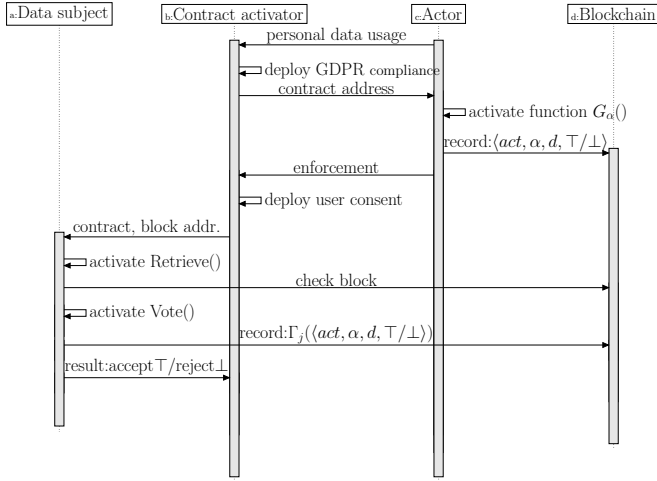 a:Data subject
b:Contract activator
c:Actor
d:Blockchain
personal data usage
deploy GDPR compliance
contract address
activate function Gα()
record:⟨act, α, d, ⊤/⊥⟩
enforcement
deploy user consent
contract, block addr.
activate Retrieve()
check block
activate Vote()
record:Γj(⟨act, α, d, ⊤/⊥⟩)
result:accept⊤/reject⊥